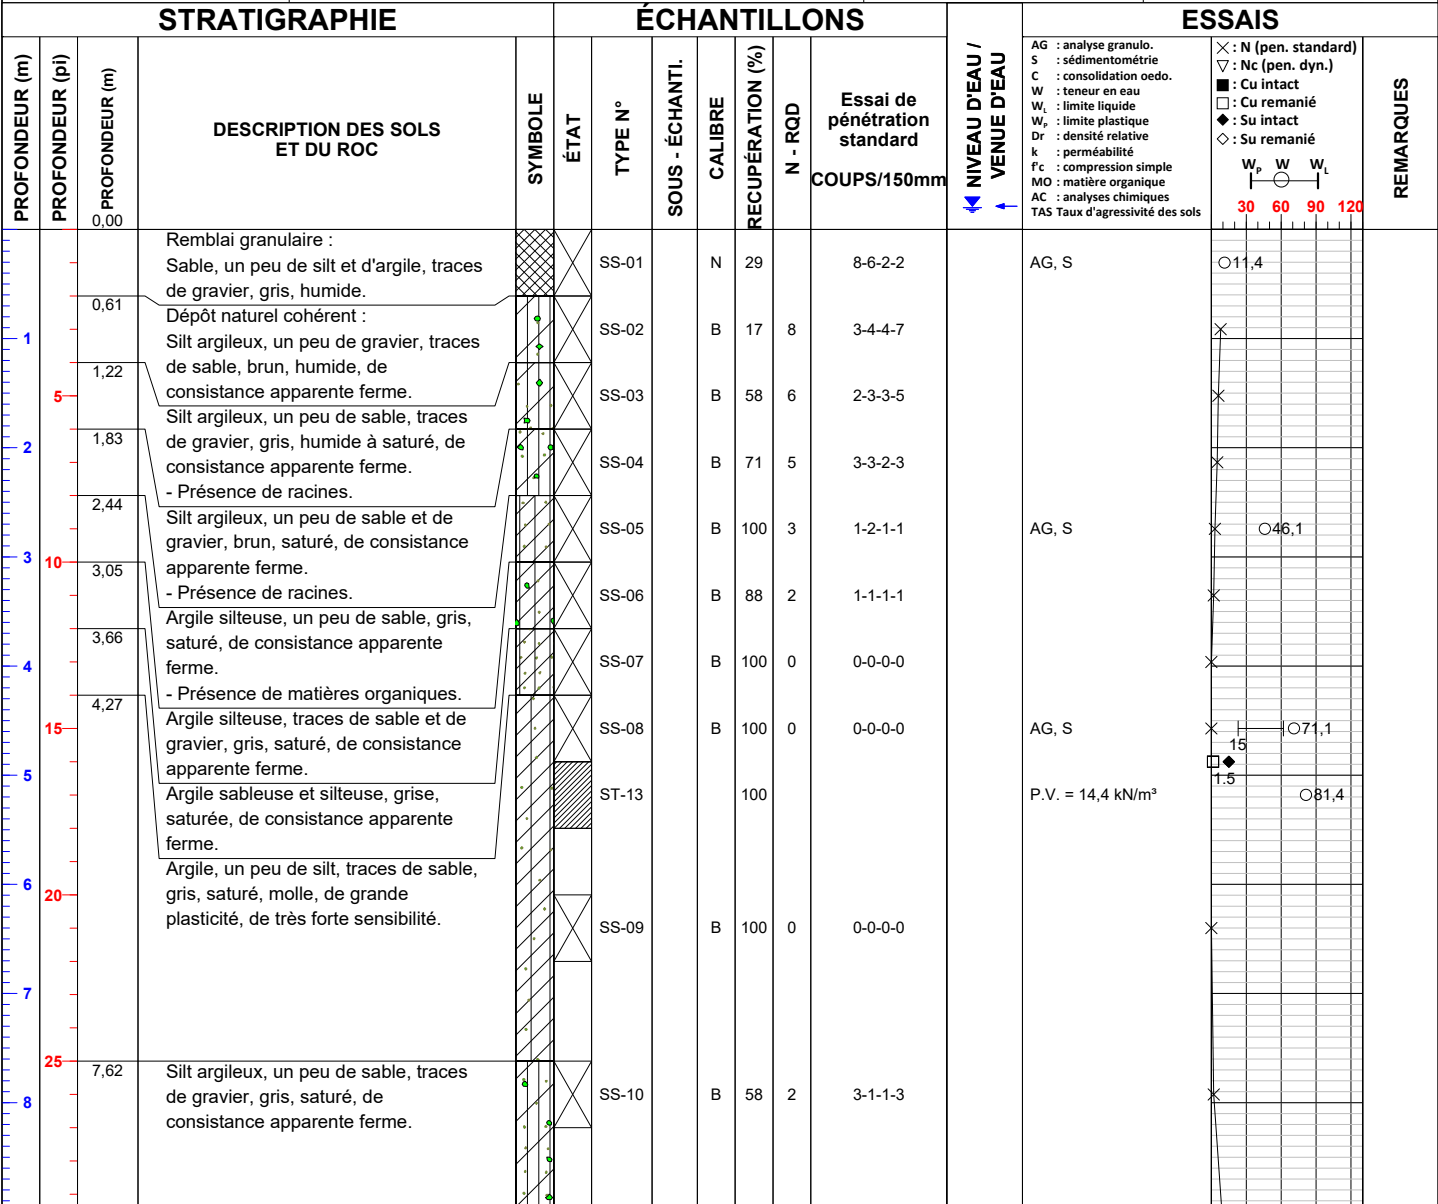 STRATIGRAPHIE
ÉCHANTILLONS
ESSAIS
PROFONDEUR (m)
PROFONDEUR (pi)
PROFONDEUR (m)
0,00
DESCRIPTION DES SOLS
ET DU ROC
SYMBOLE
ÉTAT
TYPE N°
SOUS - ÉCHANTI.
CALIBRE
RECUPÉRATION (%)
N - RQD
Essai de
pénétration
standard
COUPS/150mm
NIVEAU D'EAU /
VENUE D'EAU
AG : analyse granulo.
S : sédimentométrie
C : consolidation oedo.
W : teneur en eau
WL : limite liquide
WP : limite plastique
Dr : densité relative
k : perméabilité
f'c : compression simple
MO : matière organique
AC : analyses chimiques
TAS Taux d'agressivité des sols
: N (pen. standard)
: Nc (pen. dyn.)
: Cu intact
: Cu remanié
: Su intact
: Su remanié
WP W WL
30 60 90 120
REMARQUES
Remblai granulaire :
Sable, un peu de silt et d'argile, traces
de gravier, gris, humide.
SS-01 N 29 8-6-2-2 AG, S 11,4
0,61
Dépôt naturel cohérent :
Silt argileux, un peu de gravier, traces
de sable, brun, humide, de
consistance apparente ferme.
1
SS-02 B 17 8 3-4-4-7
1,22
5
Silt argileux, un peu de sable, traces
de gravier, gris, humide à saturé, de
consistance apparente ferme.
- Présence de racines.
SS-03 B 58 6 2-3-3-5
1,83
2
Silt argileux, un peu de sable et de
gravier, brun, saturé, de consistance
apparente ferme.
- Présence de racines.
SS-04 B 71 5 3-3-2-3
2,44
Argile silteuse, un peu de sable, gris,
saturé, de consistance apparente
ferme.
- Présence de matières organiques.
SS-05 B 100 3 1-2-1-1 AG, S 46,1
3
10
3,05
Argile silteuse, traces de sable et de
gravier, gris, saturé, de consistance
apparente ferme.
SS-06 B 88 2 1-1-1-1
3,66
Argile sableuse et silteuse, grise,
saturée, de consistance apparente
ferme.
4
SS-07 B 100 0 0-0-0-0
4,27
Argile, un peu de silt, traces de sable,
gris, saturé, molle, de grande
plasticité, de très forte sensibilité.
15
SS-08 B 100 0 0-0-0-0 AG, S 71,1
15
1.5
5
ST-13 100 P.V. = 14,4 kN/m³ 81,4
6
20
SS-09 B 100 0 0-0-0-0
7
25
7,62
Silt argileux, un peu de sable, traces
de gravier, gris, saturé, de
consistance apparente ferme.
8
SS-10 B 58 2 3-1-1-3